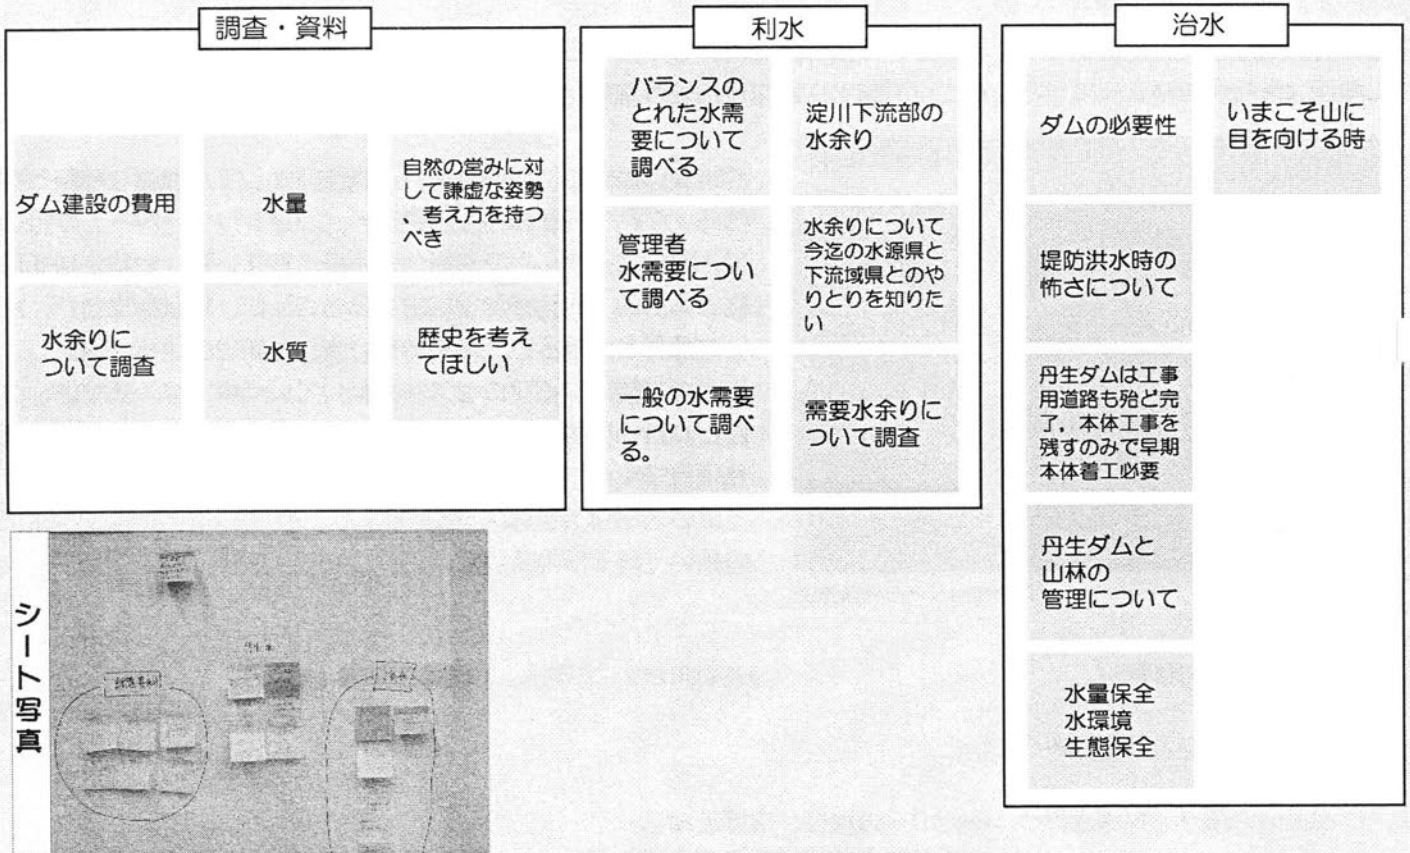 調査・資料
ダム建設の費用
水量
自然の営みに対
して謙虚な姿勢
、考え方を持つ
べき
水余りに
ついて調査
水質
歴史を考え
てほしい
利水
バランスの
とれた水需
要について
調べる
淀川下流部の
水余り
管理者
水需要につい
て調べる
水余りについて
今迄の水源県と
下流域県とのや
りとりを知りた
い
一般の水需要
について調べ
る。
需要水余りに
ついて調査
治水
ダムの必要性
いまこそ山に
目を向ける時
堤防洪水時の
怖さについて
丹生ダムは工事
用道路も殆ど完
了，本体工事を
残すのみで早期
本体着工必要
丹生ダムと
山林の
管理について
水量保全
水環境
生態保全
シート写真